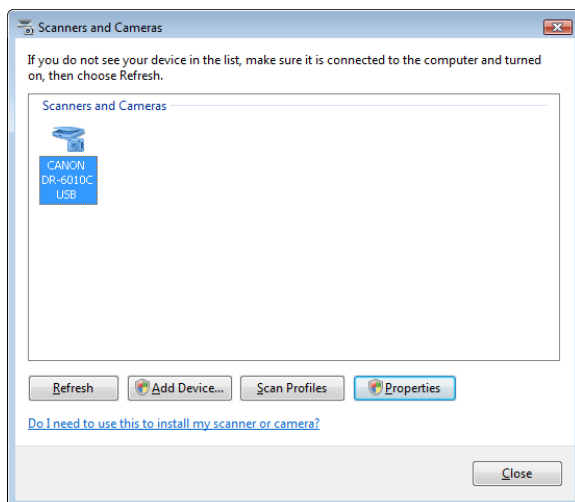 Scanners and Cameras
If you do not see your device in the list, make sure it is connected to the computer and turned
on, then choose Refresh.
Scanners and Cameras
CANON
DR-6010C
USB
Refresh
Add Device...
Scan Profiles
Properties
Do I need to use this to install my scanner or camera?
Close